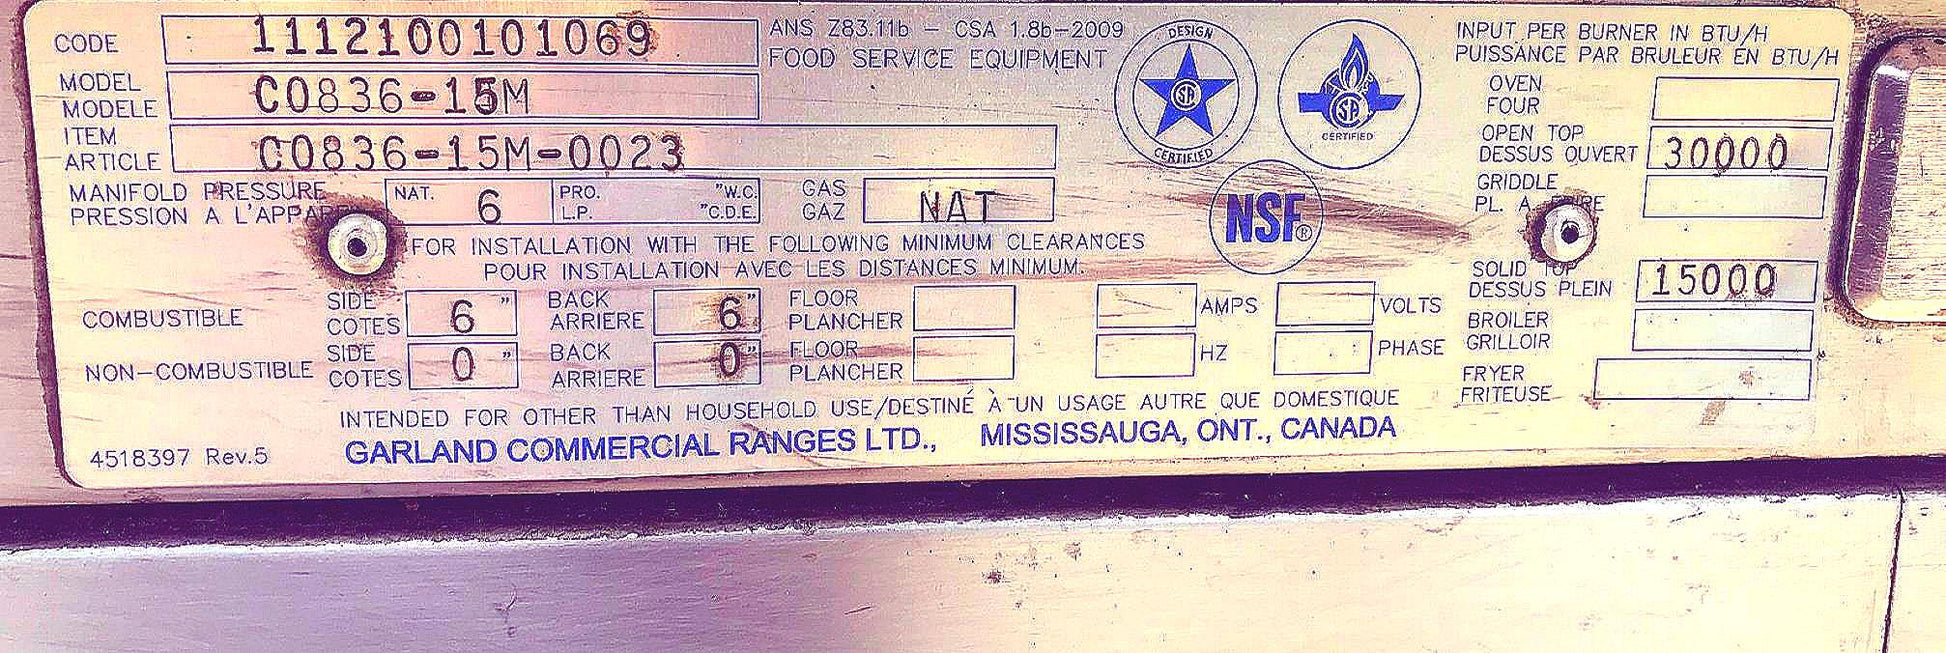 CODE 1112100101069
MODEL
MODELE C0836-15M
ITEM
ARTICLE C0836-15M-0023
MANIFOLD PRESSURE
PRESSION A L'APPAR
NAT. 6 PRO. "W.C.
L.P. "C.D.E.
GAS
GAZ NAT
FOR INSTALLATION WITH THE FOLLOWING MINIMUM CLEARANCES
POUR INSTALLATION AVEC LES DISTANCES MINIMUM.
COMBUSTIBLE SIDE
COTES 6" BACK
ARRIERE 6" FLOOR
PLANCHER
AMPS VOLTS
NON-COMBUSTIBLE SIDE
COTES 0" BACK
ARRIERE 0" FLOOR
PLANCHER
HZ PHASE
INTENDED FOR OTHER THAN HOUSEHOLD USE/DESTINÉ À UN USAGE AUTRE QUE DOMESTIQUE
GARLAND COMMERCIAL RANGES LTD., MISSISSAUGA, ONT., CANADA
4518397 Rev.5
ANS Z83.11b - CSA 1.8b-2009
FOOD SERVICE EQUIPMENT
DESIGN
SA
CERTIFIED
SA
CERTIFIED
NSF®
INPUT PER BURNER IN BTU/H
PUISSANCE PAR BRULEUR EN BTU/H
OVEN
FOUR
OPEN TOP
DESSUS OUVERT 30000
GRIDDLE
PL. A
SOLID TOP
DESSUS PLEIN 15000
BROILER
GRILLOIR
FRYER
FRITEUSE